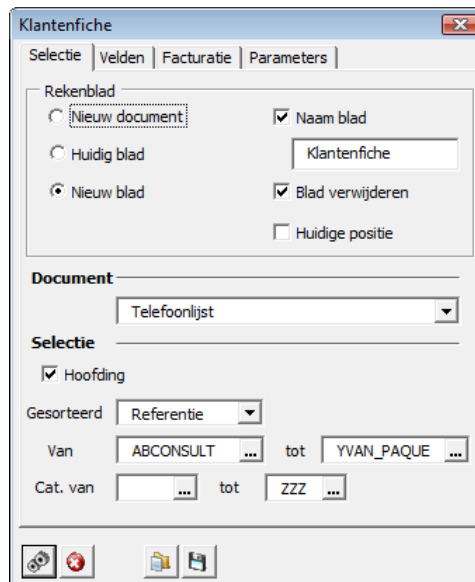 Klantenfiche
Selectie Velden Facturatie Parameters
Rekenblad
Nieuw document Naam blad
Huidig blad Klantenfiche
Nieuw blad Blad verwijderen
Huidige positie
Document
Telefoonlijst
Selectie
Hoofding
Gesorteerd Referentie
Van ABCONSULT ... tot YVAN_PAQUE ...
Cat. van ... tot ZZZ ...